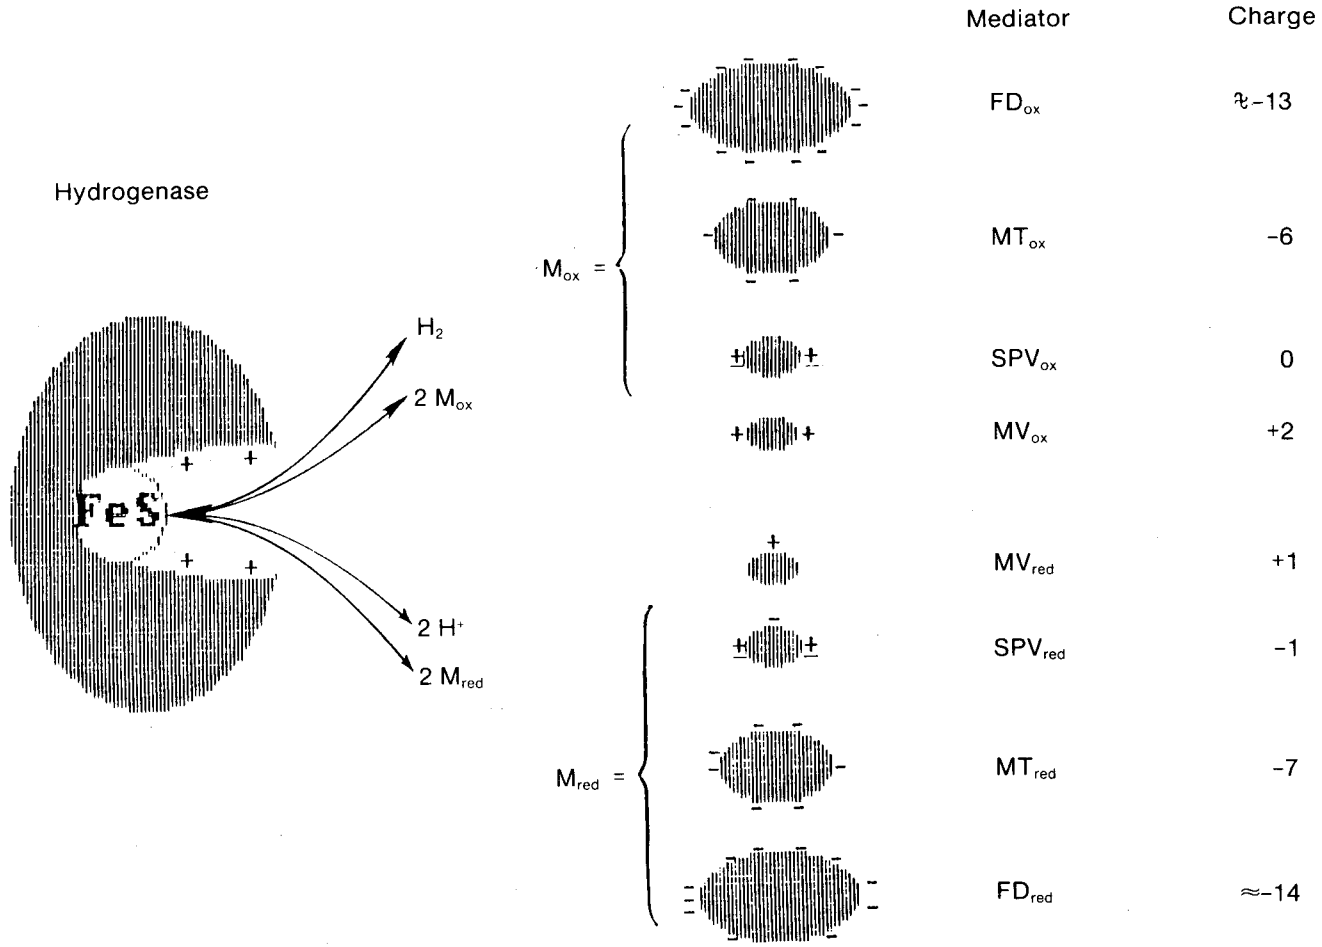 Mediator Charge
FDox ≈-13
Hydrogenase
MTox -6
Mox =
H2
SPVox 0
2 Mox
MVox +2
+ +
FeS
+ +
MVred +1
2 H+
SPVred -1
2 Mred
MTred -7
Mred =
FDred ≈-14